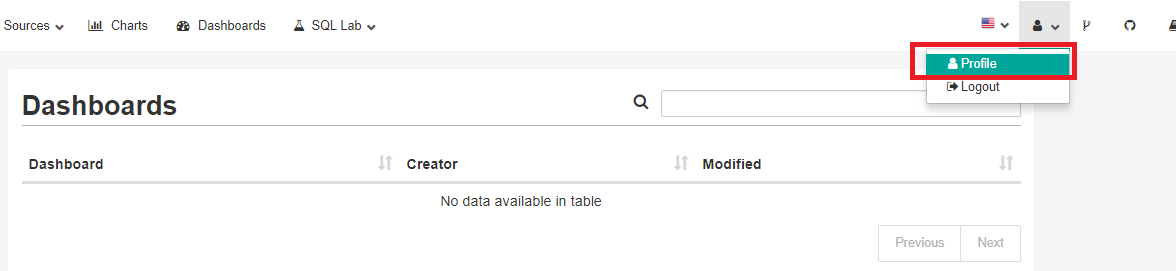 Sources Charts Dashboards SQL Lab
Profile
Logout
Dashboards
Dashboard Creator Modified
No data available in table
Previous Next